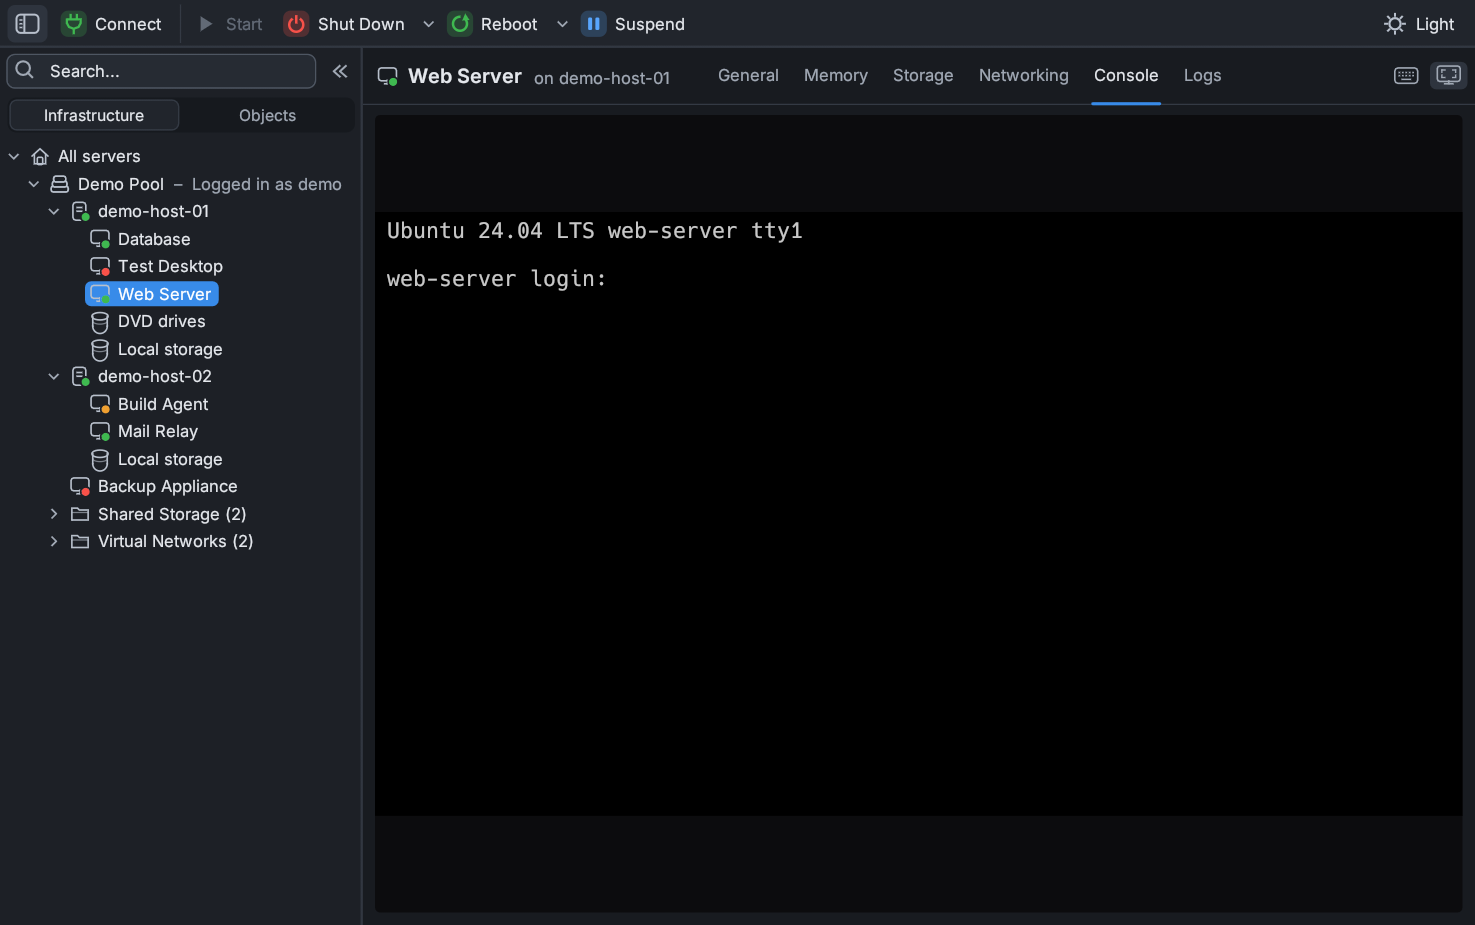 Connect Start Shut Down Reboot Suspend Light
Search...
Infrastructure Objects
All servers
Demo Pool – Logged in as demo
demo-host-01
Database
Test Desktop
Web Server
DVD drives
Local storage
demo-host-02
Build Agent
Mail Relay
Local storage
Backup Appliance
Shared Storage (2)
Virtual Networks (2)
Web Server on demo-host-01 General Memory Storage Networking Console Logs
Ubuntu 24.04 LTS web-server tty1
web-server login: